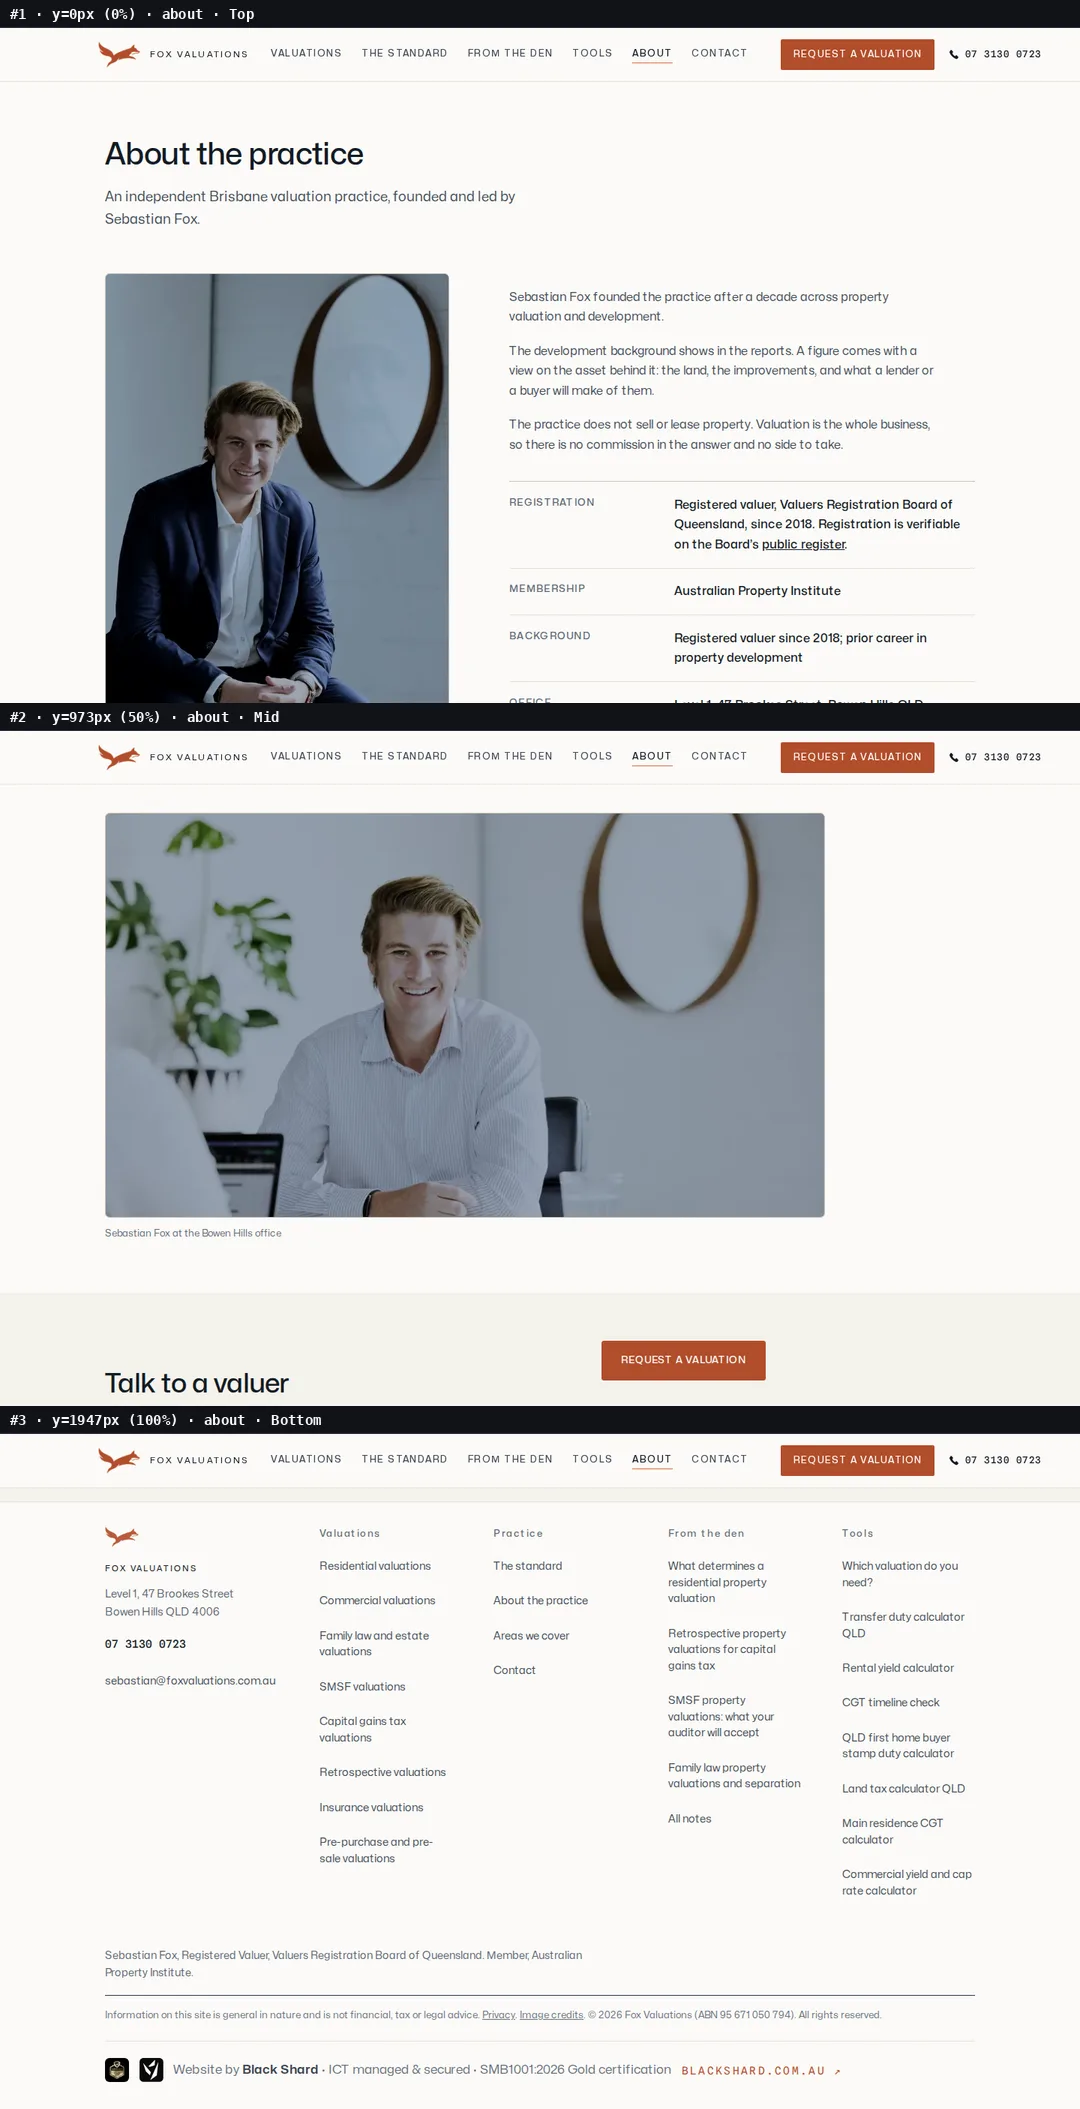 #1 · y=0px (0%) · about · Top
FOX VALUATIONS VALUATIONS THE STANDARD FROM THE DEN TOOLS ABOUT CONTACT REQUEST A VALUATION 07 3130 0723
About the practice
An independent Brisbane valuation practice, founded and led by
Sebastian Fox.
Sebastian Fox founded the practice after a decade across property
valuation and development.
The development background shows in the reports. A figure comes with a
view on the asset behind it: the land, the improvements, and what a lender or
a buyer will make of them.
The practice does not sell or lease property. Valuation is the whole business,
so there is no commission in the answer and no side to take.
REGISTRATION
Registered valuer, Valuers Registration Board of
Queensland, since 2018. Registration is verifiable
on the Board's public register.
MEMBERSHIP
Australian Property Institute
BACKGROUND
Registered valuer since 2018; prior career in
property development
OFFICE
Level 1, 47 Brookes Street, Bowen Hills QLD
#2 · y=973px (50%) · about · Mid
FOX VALUATIONS VALUATIONS THE STANDARD FROM THE DEN TOOLS ABOUT CONTACT REQUEST A VALUATION 07 3130 0723
Sebastian Fox at the Bowen Hills office
Talk to a valuer
REQUEST A VALUATION
#3 · y=1947px (100%) · about · Bottom
FOX VALUATIONS VALUATIONS THE STANDARD FROM THE DEN TOOLS ABOUT CONTACT REQUEST A VALUATION 07 3130 0723
FOX VALUATIONS
Level 1, 47 Brookes Street
Bowen Hills QLD 4006
07 3130 0723
sebastian@foxvaluations.com.au
Valuations
Residential valuations
Commercial valuations
Family law and estate
valuations
SMSF valuations
Capital gains tax
valuations
Retrospective valuations
Insurance valuations
Pre-purchase and pre-
sale valuations
Practice
The standard
About the practice
Areas we cover
Contact
From the den
What determines a
residential property
valuation
Retrospective property
valuations for capital
gains tax
SMSF property
valuations: what your
auditor will accept
Family law property
valuations and separation
All notes
Tools
Which valuation do you
need?
Transfer duty calculator
QLD
Rental yield calculator
CGT timeline check
QLD first home buyer
stamp duty calculator
Land tax calculator QLD
Main residence CGT
calculator
Commercial yield and cap
rate calculator
Sebastian Fox, Registered Valuer, Valuers Registration Board of Queensland. Member, Australian
Property Institute.
Information on this site is general in nature and is not financial, tax or legal advice. Privacy. Image credits. © 2026 Fox Valuations (ABN 95 671 050 794). All rights reserved.
Website by Black Shard · ICT managed & secured · SMB1001:2026 Gold certification BLACKSHARD.COM.AU ↗